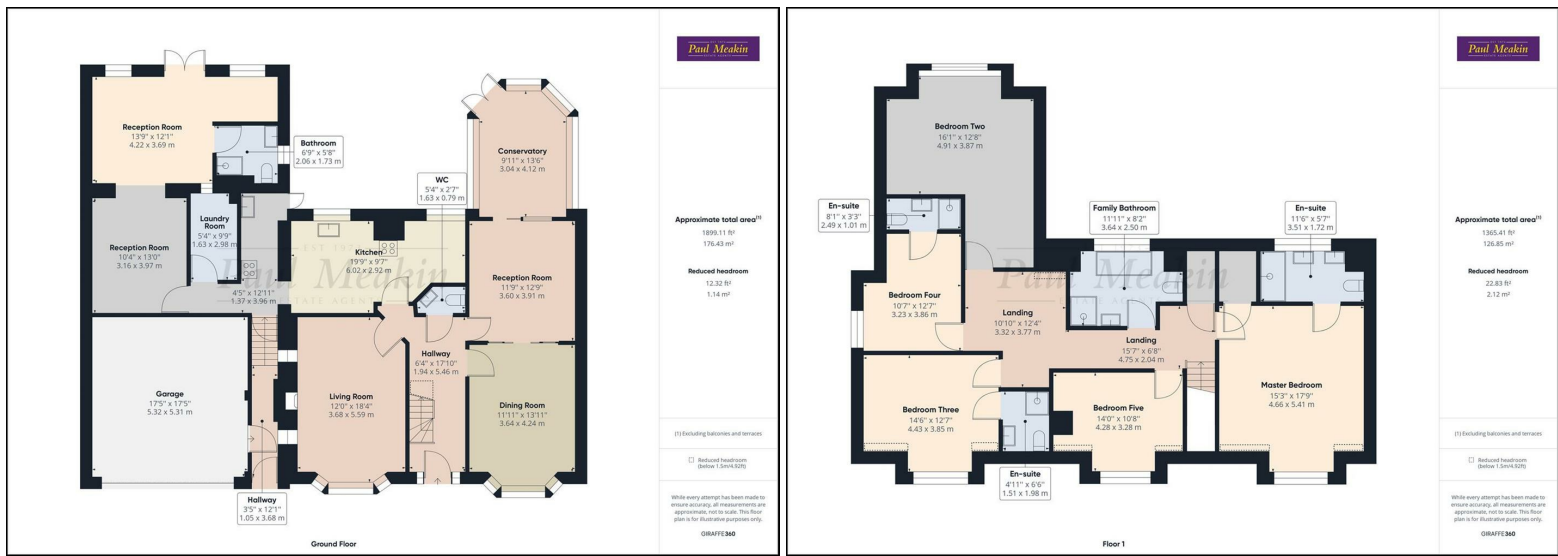 EST 1976
Paul Meakin
ESTATE AGENTS
Reception Room
13'9" x 12'1"
4.22 x 3.69 m
Bathroom
6'9" x 5'8"
2.06 x 1.73 m
Conservatory
9'11" x 13'6"
3.04 x 4.12 m
WC
5'4" x 2'7"
1.63 x 0.79 m
Laundry
Room
5'4" x 9'9"
1.63 x 2.98 m
Reception Room
10'4" x 13'0"
3.16 x 3.97 m
Kitchen
19'9" x 9'7"
6.02 x 2.92 m
Reception Room
11'9" x 12'9"
3.60 x 3.91 m
4'5" x 12'11"
1.37 x 3.96 m
Hallway
6'4" x 17'10"
1.94 x 5.46 m
Garage
17'5" x 17'5"
5.32 x 5.31 m
Living Room
12'0" x 18'4"
3.68 x 5.59 m
Dining Room
11'11" x 13'11"
3.64 x 4.24 m
Hallway
3'5" x 12'1"
1.05 x 3.68 m
Ground Floor
Paul Meakin
ESTATE AGENTS
Approximate total area(1)
1899.11 ft²
176.43 m²
Reduced headroom
12.32 ft²
1.14 m²
(1) Excluding balconies and terraces
Reduced headroom
(below 1.5m/4.92ft)
While every attempt has been made to
ensure accuracy, all measurements are
approximate, not to scale. This floor
plan is for illustrative purposes only.
GIRAFFE360
Paul Meakin
ESTATE AGENTS
Bedroom Two
16'1" x 12'8"
4.91 x 3.87 m
En-suite
8'1" x 3'3"
2.49 x 1.01 m
Family Bathroom
11'11" x 8'2"
3.64 x 2.50 m
En-suite
11'6" x 5'7"
3.51 x 1.72 m
Bedroom Four
10'7" x 12'7"
3.23 x 3.86 m
Landing
10'10" x 12'4"
3.32 x 3.77 m
Landing
15'7" x 6'8"
4.75 x 2.04 m
Master Bedroom
15'3" x 17'9"
4.66 x 5.41 m
Bedroom Three
14'6" x 12'7"
4.43 x 3.85 m
Bedroom Five
14'0" x 10'8"
4.28 x 3.28 m
En-suite
4'11" x 6'6"
1.51 x 1.98 m
Floor 1
Paul Meakin
ESTATE AGENTS
Approximate total area(1)
1365.41 ft²
126.85 m²
Reduced headroom
22.83 ft²
2.12 m²
(1) Excluding balconies and terraces
Reduced headroom
(below 1.5m/4.92ft)
While every attempt has been made to
ensure accuracy, all measurements are
approximate, not to scale. This floor
plan is for illustrative purposes only.
GIRAFFE360